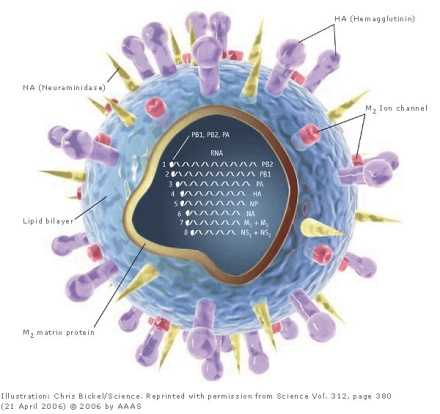 HA (Hemagglutinin)
NA (Neuraminidase)
M2 Ion channel
PB1, PB2, PA
RNA
1 PB2
2 PB1
3 PA
4 HA
5 NP
6 NA
7 M1 + M2
8 NS1 + NS2
Lipid bilayer
M2 matrix protein
Illustration: Chris Bickel/Science. Reprinted with permission from Science Vol. 312, page 380
(21 April 2006) © 2006 by AAAS